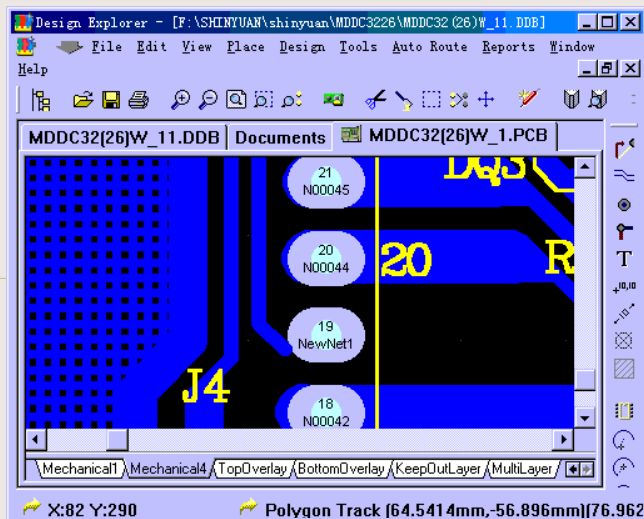 Design Explorer - [F:\SHINYUAN\shinyuan\MDDC3226\MDDC32(26)W_11.DDB]
File Edit View Place Design Tools Auto Route Reports Window
Help
MDDC32(26)W_11.DDB Documents MDDC32(26)W_1.PCB
21
N00045
DQ3
20
N00044
20
R
19
NewNet1
J4
18
N00042
T
+10,10
Mechanical1 Mechanical4 TopOverlay BottomOverlay KeepOutLayer MultiLayer
X:82 Y:290 Polygon Track (64.5414mm,-56.896mm)(76.962